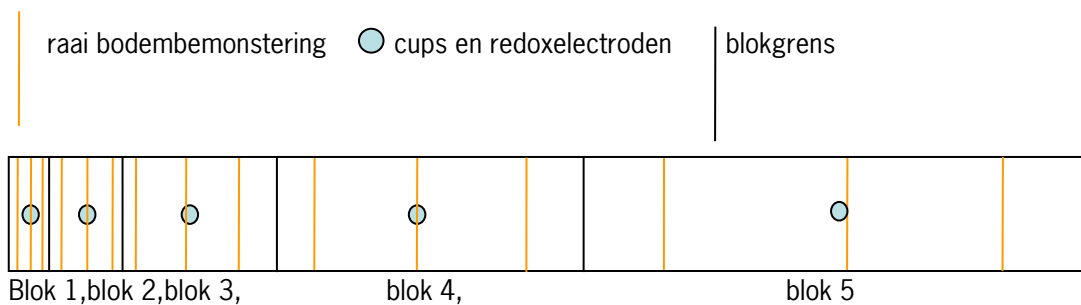 raai bodembemonstering cups en redoxelectroden blokgrens
Blok 1,blok 2,blok 3, blok 4, blok 5